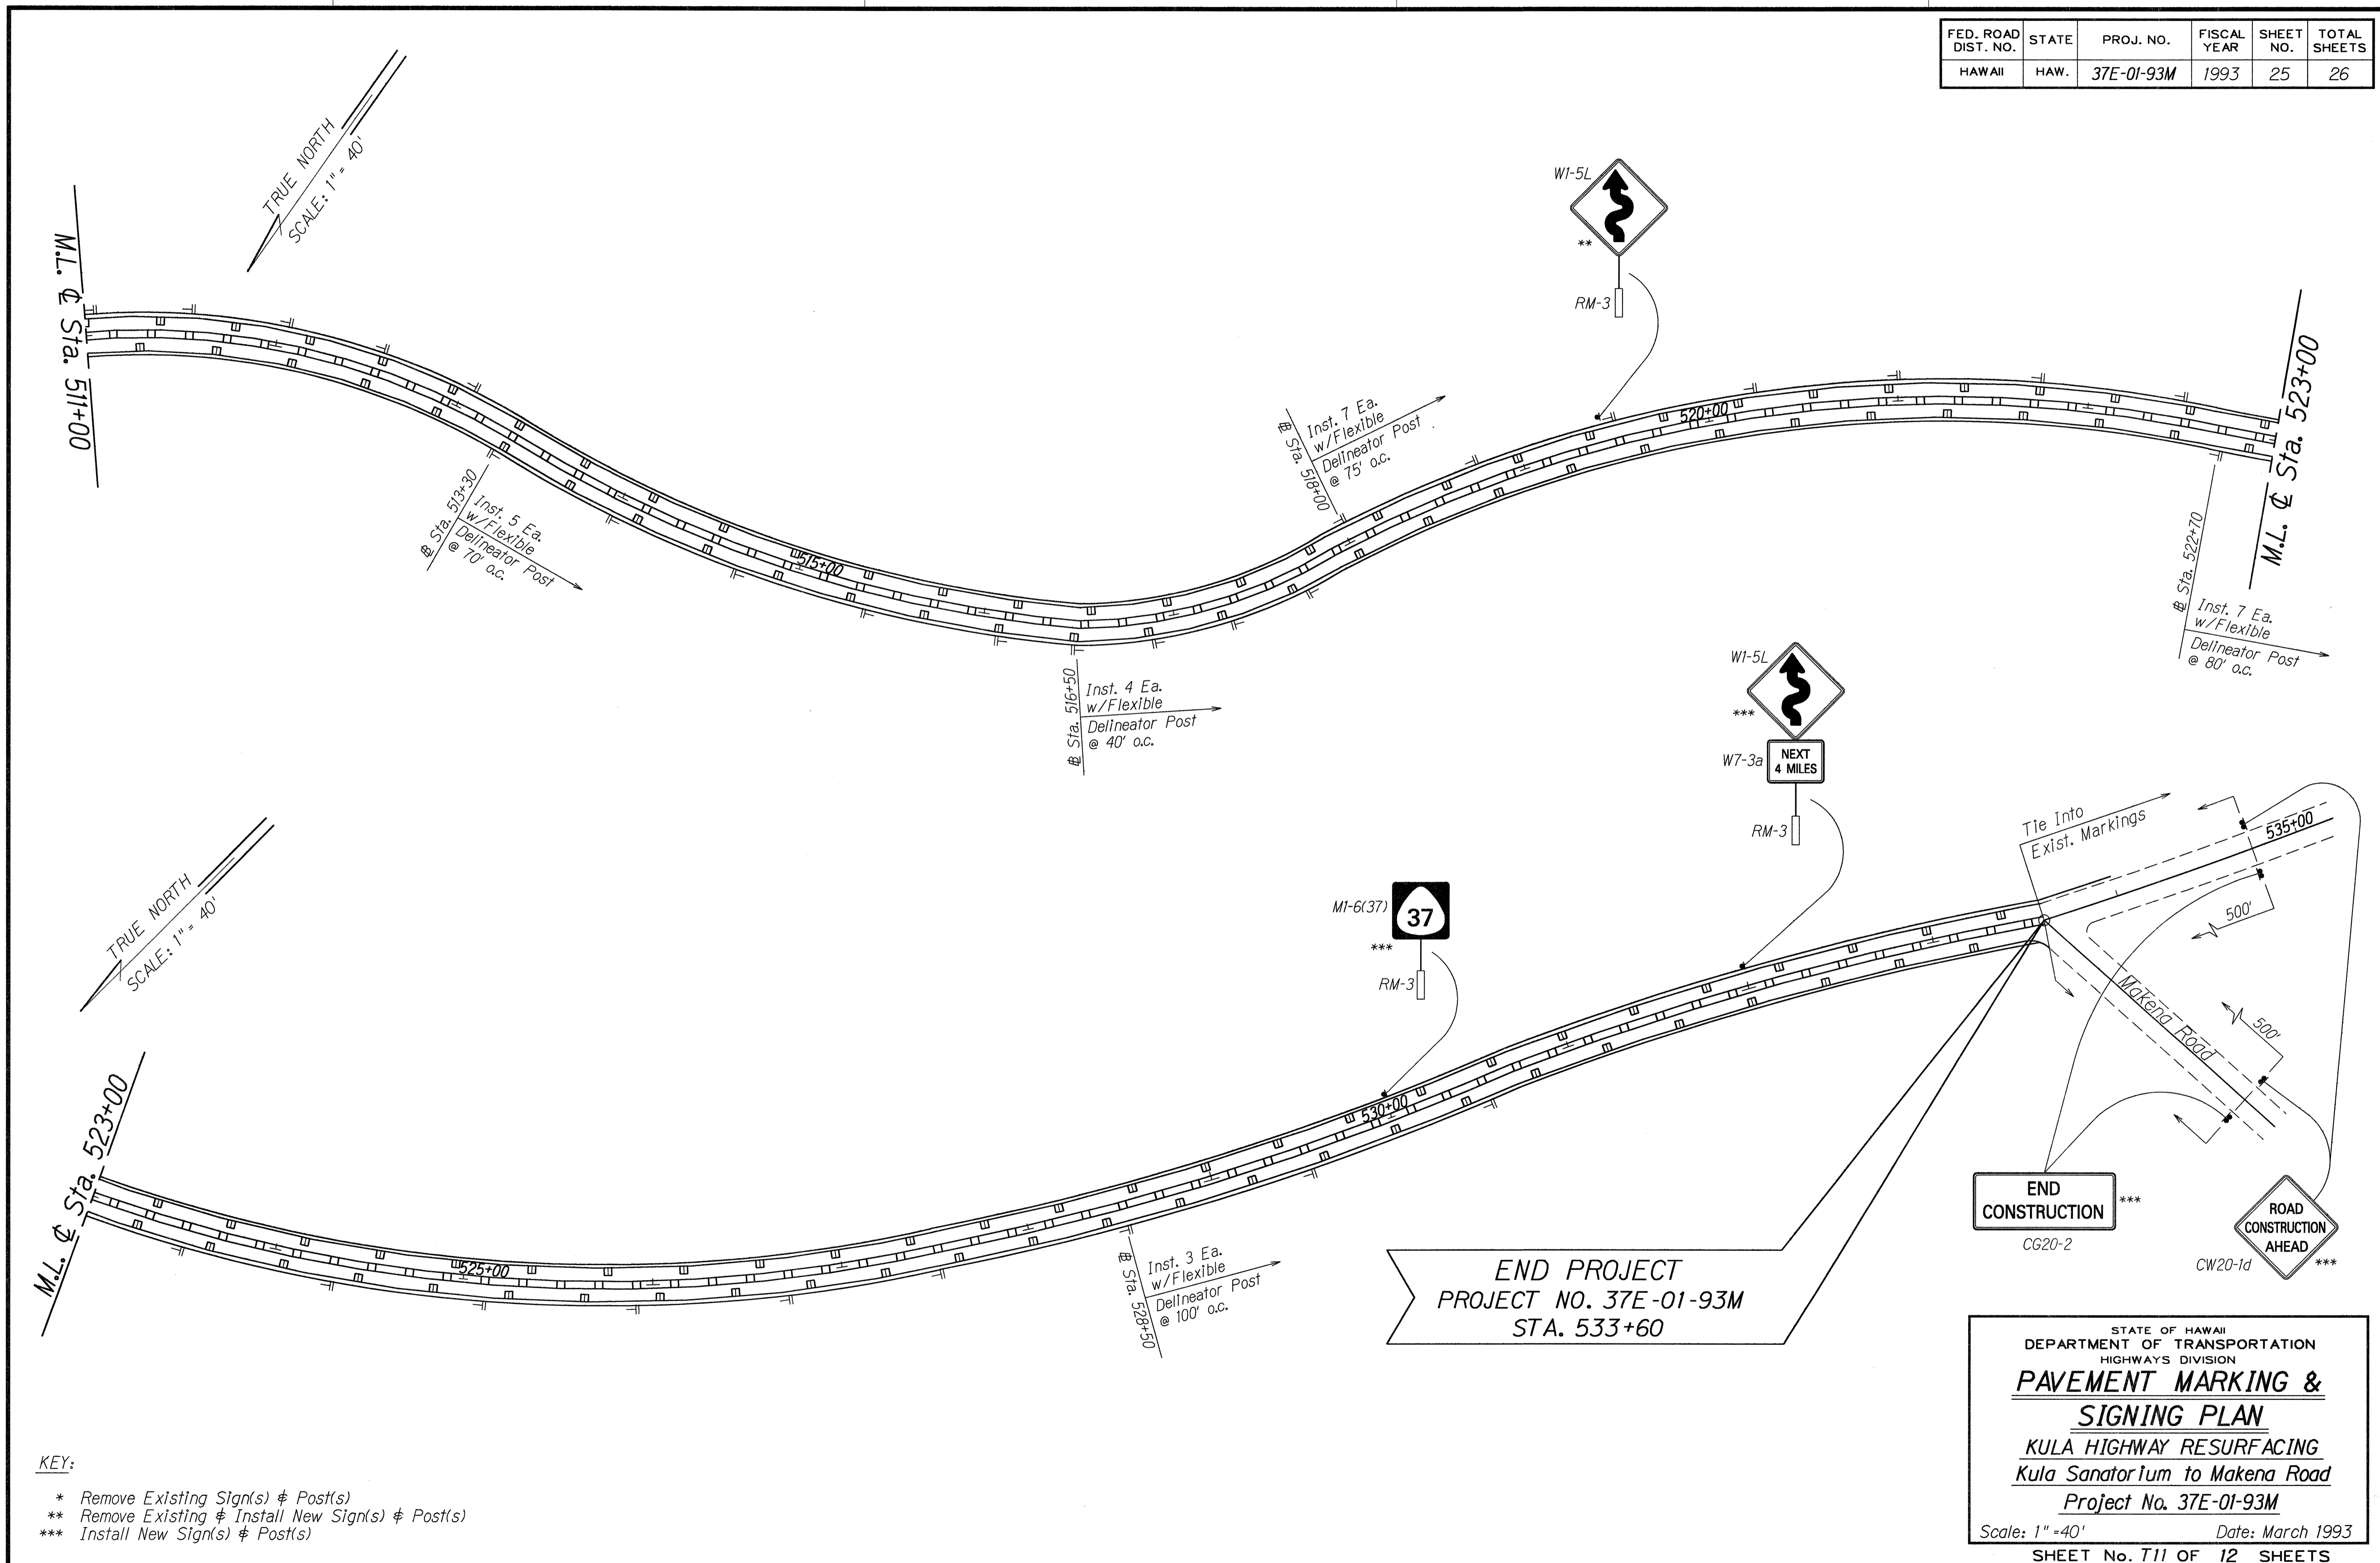 FED. ROAD DIST. NO. STATE PROJ. NO. FISCAL YEAR SHEET NO. TOTAL SHEETS
HAWAII HAW. 37E-01-93M 1993 25 26
TRUE NORTH
SCALE: 1" = 40'
M.L. ℄ Sta. 511+00
W1-5L
**
RM-3
℄ Sta. 513+30
Inst. 5 Ea.
w/Flexible
Delineator Post
@ 70' o.c.
515+00
℄ Sta. 516+50
Inst. 4 Ea.
w/Flexible
Delineator Post
@ 40' o.c.
℄ Sta. 518+00
Inst. 7 Ea.
w/Flexible
Delineator Post
@ 75' o.c.
520+00
℄ Sta. 522+70
Inst. 7 Ea.
w/Flexible
Delineator Post
@ 80' o.c.
M.L. ℄ Sta. 523+00
TRUE NORTH
SCALE: 1" = 40'
M.L. ℄ Sta. 523+00
525+00
℄ Sta. 528+50
Inst. 3 Ea.
w/Flexible
Delineator Post
@ 100' o.c.
530+00
M1-6(37)
37
***
RM-3
W1-5L
***
W7-3a
NEXT
4 MILES
RM-3
Tie Into
Exist. Markings
535+00
500'
Makena Road
500'
END
CONSTRUCTION
***
CG20-2
ROAD
CONSTRUCTION
AHEAD
CW20-1d
***
END PROJECT
PROJECT NO. 37E-01-93M
STA. 533+60
KEY:
* Remove Existing Sign(s) & Post(s)
** Remove Existing & Install New Sign(s) & Post(s)
*** Install New Sign(s) & Post(s)
STATE OF HAWAII
DEPARTMENT OF TRANSPORTATION
HIGHWAYS DIVISION
PAVEMENT MARKING &
SIGNING PLAN
KULA HIGHWAY RESURFACING
Kula Sanatorium to Makena Road
Project No. 37E-01-93M
Scale: 1" =40' Date: March 1993
SHEET No. T11 OF 12 SHEETS